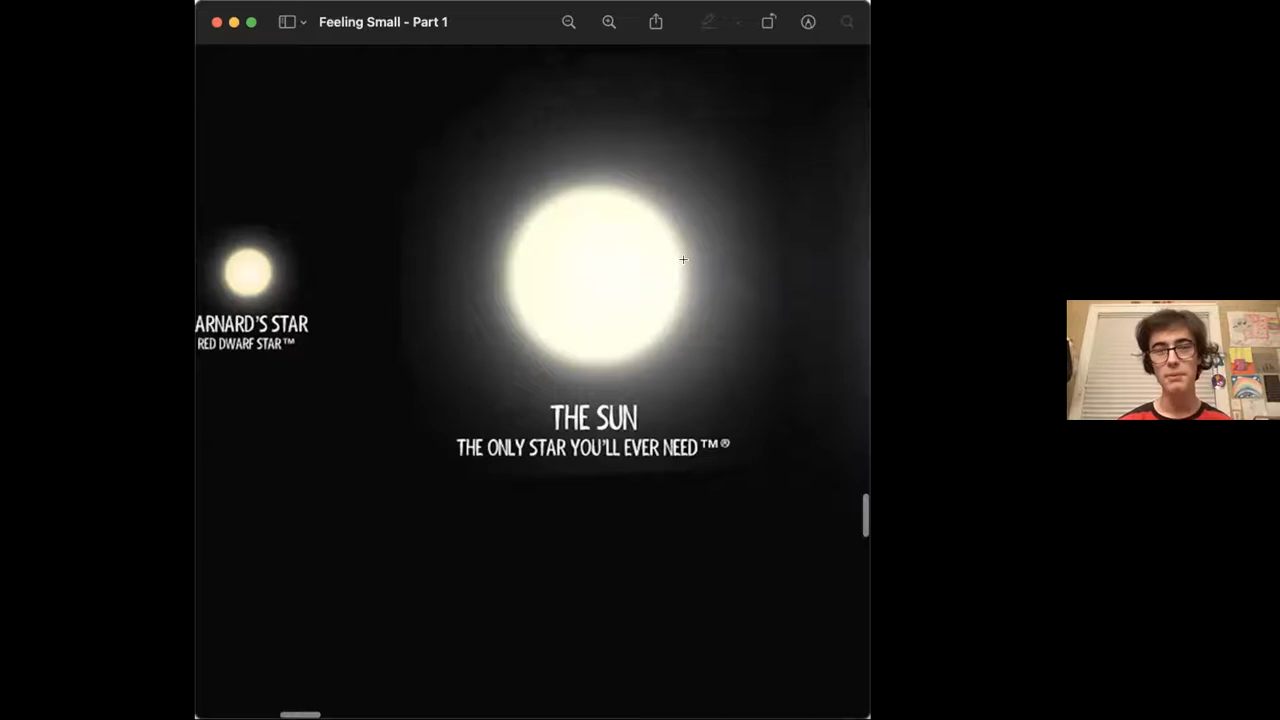 Feeling Small - Part 1
ARNARD'S STAR
RED DWARF STAR™
THE SUN
THE ONLY STAR YOU'LL EVER NEED™®